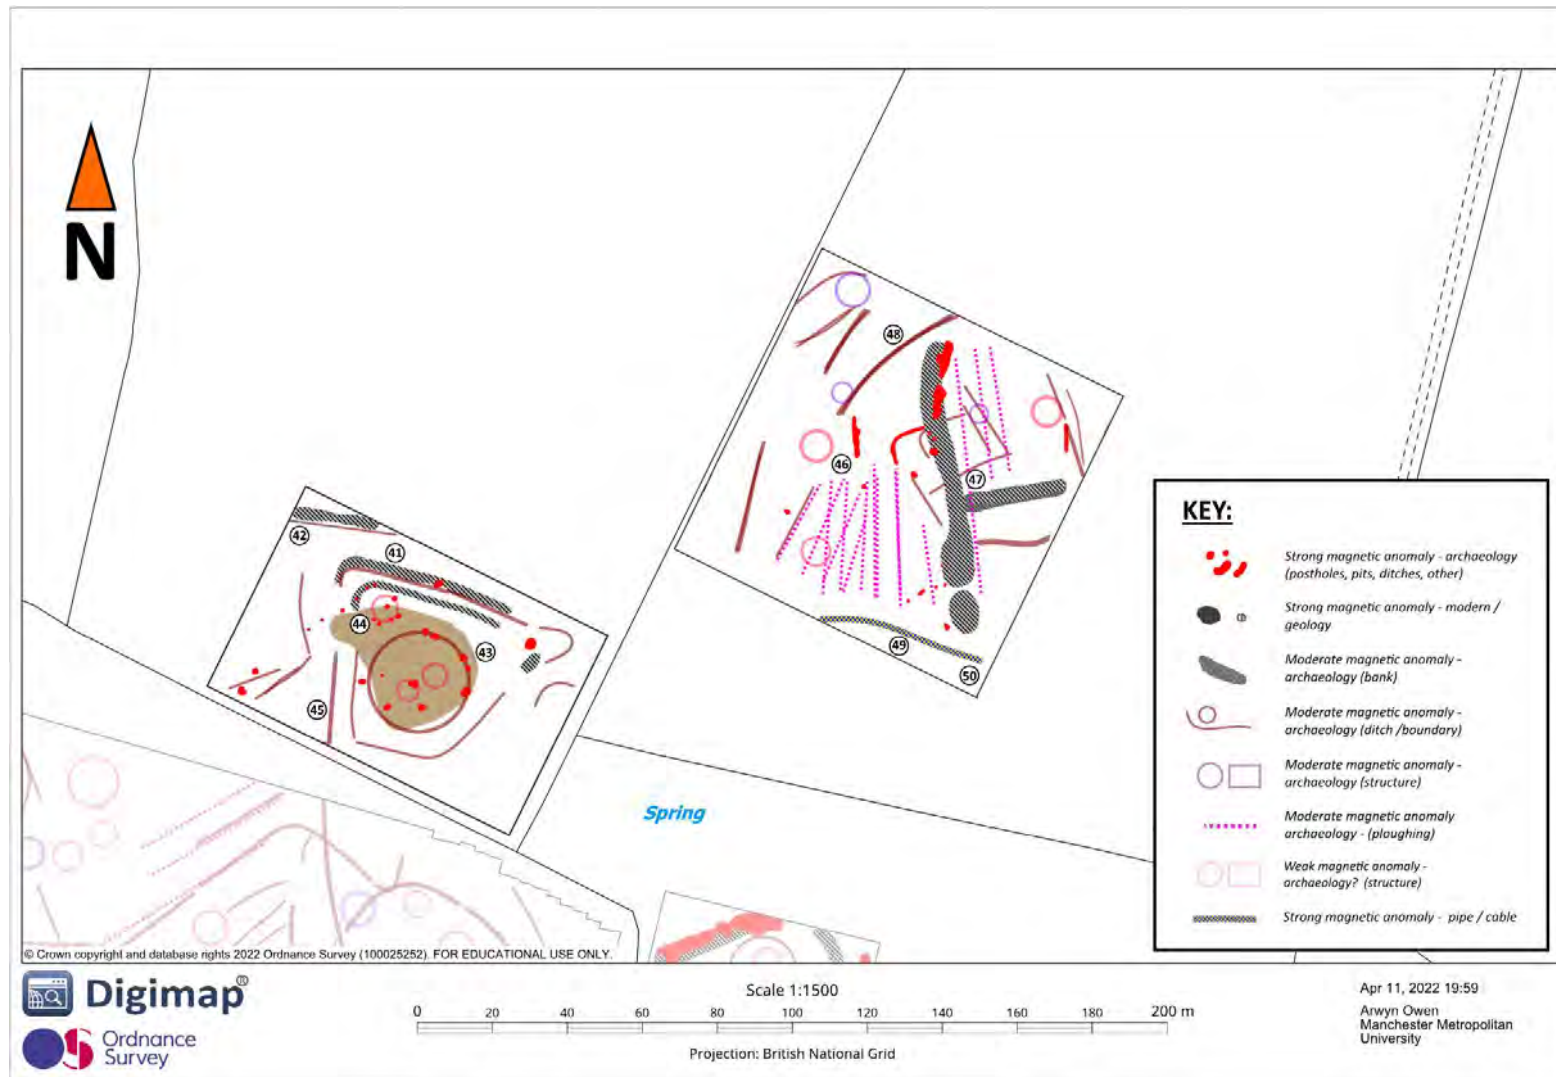 N
48
46
47
42
41
44
43
45
49
50
Spring
KEY:
Strong magnetic anomaly - archaeology
(postholes, pits, ditches, other)
Strong magnetic anomaly - modern /
geology
Moderate magnetic anomaly -
archaeology (bank)
Moderate magnetic anomaly -
archaeology (ditch /boundary)
Moderate magnetic anomaly -
archaeology (structure)
Moderate magnetic anomaly
archaeology - (ploughing)
Weak magnetic anomaly -
archaeology? (structure)
Strong magnetic anomaly - pipe / cable
© Crown copyright and database rights 2022 Ordnance Survey (100025252). FOR EDUCATIONAL USE ONLY.
Digimap®
Ordnance
Survey
Scale 1:1500
0 20 40 60 80 100 120 140 160 180 200 m
Projection: British National Grid
Apr 11, 2022 19:59
Arwyn Owen
Manchester Metropolitan
University